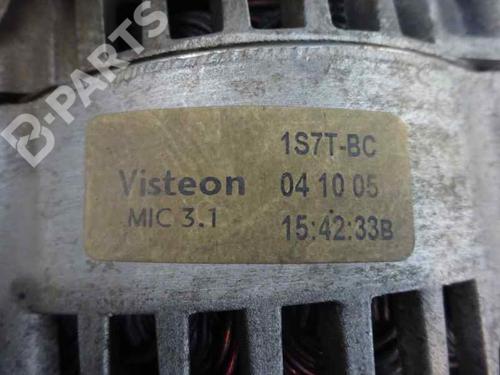 B-PARTS
1S7T-BC
Visteon 04 10 05
MIC 3.1 15:42:33B